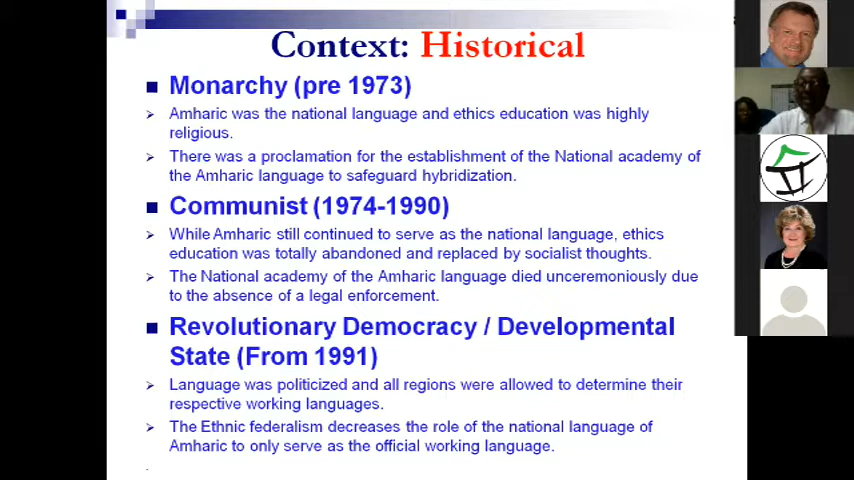 Context: Historical
Monarchy (pre 1973)
Amharic was the national language and ethics education was highly
religious.
There was a proclamation for the establishment of the National academy of
the Amharic language to safeguard hybridization.
Communist (1974-1990)
While Amharic still continued to serve as the national language, ethics
education was totally abandoned and replaced by socialist thoughts.
The National academy of the Amharic language died unceremoniously due
to the absence of a legal enforcement.
Revolutionary Democracy / Developmental
State (From 1991)
Language was politicized and all regions were allowed to determine their
respective working languages.
The Ethnic federalism decreases the role of the national language of
Amharic to only serve as the official working language.